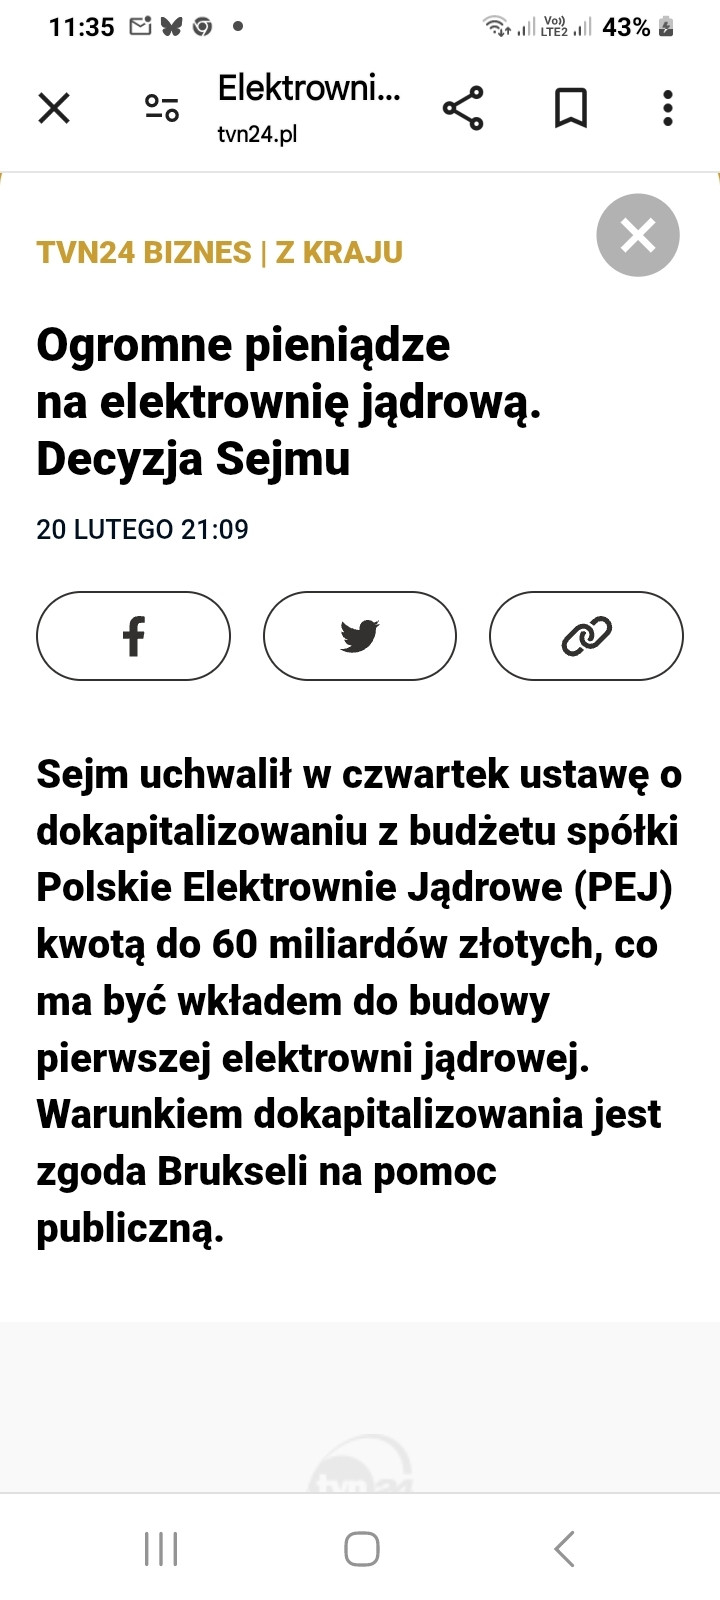 11:35
Vo))
LTE2
43%
Elektrowni...
tvn24.pl
TVN24 BIZNES | Z KRAJU
Ogromne pieniądze
na elektrownię jądrową.
Decyzja Sejmu
20 LUTEGO 21:09
Sejm uchwalił w czwartek ustawę o
dokapitalizowaniu z budżetu spółki
Polskie Elektrownie Jądrowe (PEJ)
kwotą do 60 miliardów złotych, co
ma być wkładem do budowy
pierwszej elektrowni jądrowej.
Warunkiem dokapitalizowania jest
zgoda Brukseli na pomoc
publiczną.
tvn24